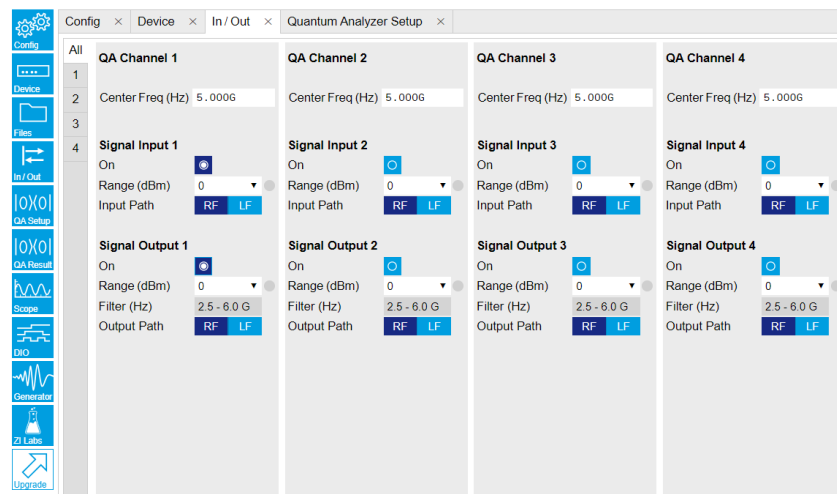 Config × Device × In / Out × Quantum Analyzer Setup ×
Config
Device
Files
In / Out
QA Setup
QA Result
Scope
DIO
Generator
ZI Labs
Upgrade
All
1
2
3
4
QA Channel 1
Center Freq (Hz) 5.000G
Signal Input 1
On
Range (dBm) 0
Input Path RF LF
Signal Output 1
On
Range (dBm) 0
Filter (Hz) 2.5 - 6.0 G
Output Path RF LF
QA Channel 2
Center Freq (Hz) 5.000G
Signal Input 2
On
Range (dBm) 0
Input Path RF LF
Signal Output 2
On
Range (dBm) 0
Filter (Hz) 2.5 - 6.0 G
Output Path RF LF
QA Channel 3
Center Freq (Hz) 5.000G
Signal Input 3
On
Range (dBm) 0
Input Path RF LF
Signal Output 3
On
Range (dBm) 0
Filter (Hz) 2.5 - 6.0 G
Output Path RF LF
QA Channel 4
Center Freq (Hz) 5.000G
Signal Input 4
On
Range (dBm) 0
Input Path RF LF
Signal Output 4
On
Range (dBm) 0
Filter (Hz) 2.5 - 6.0 G
Output Path RF LF